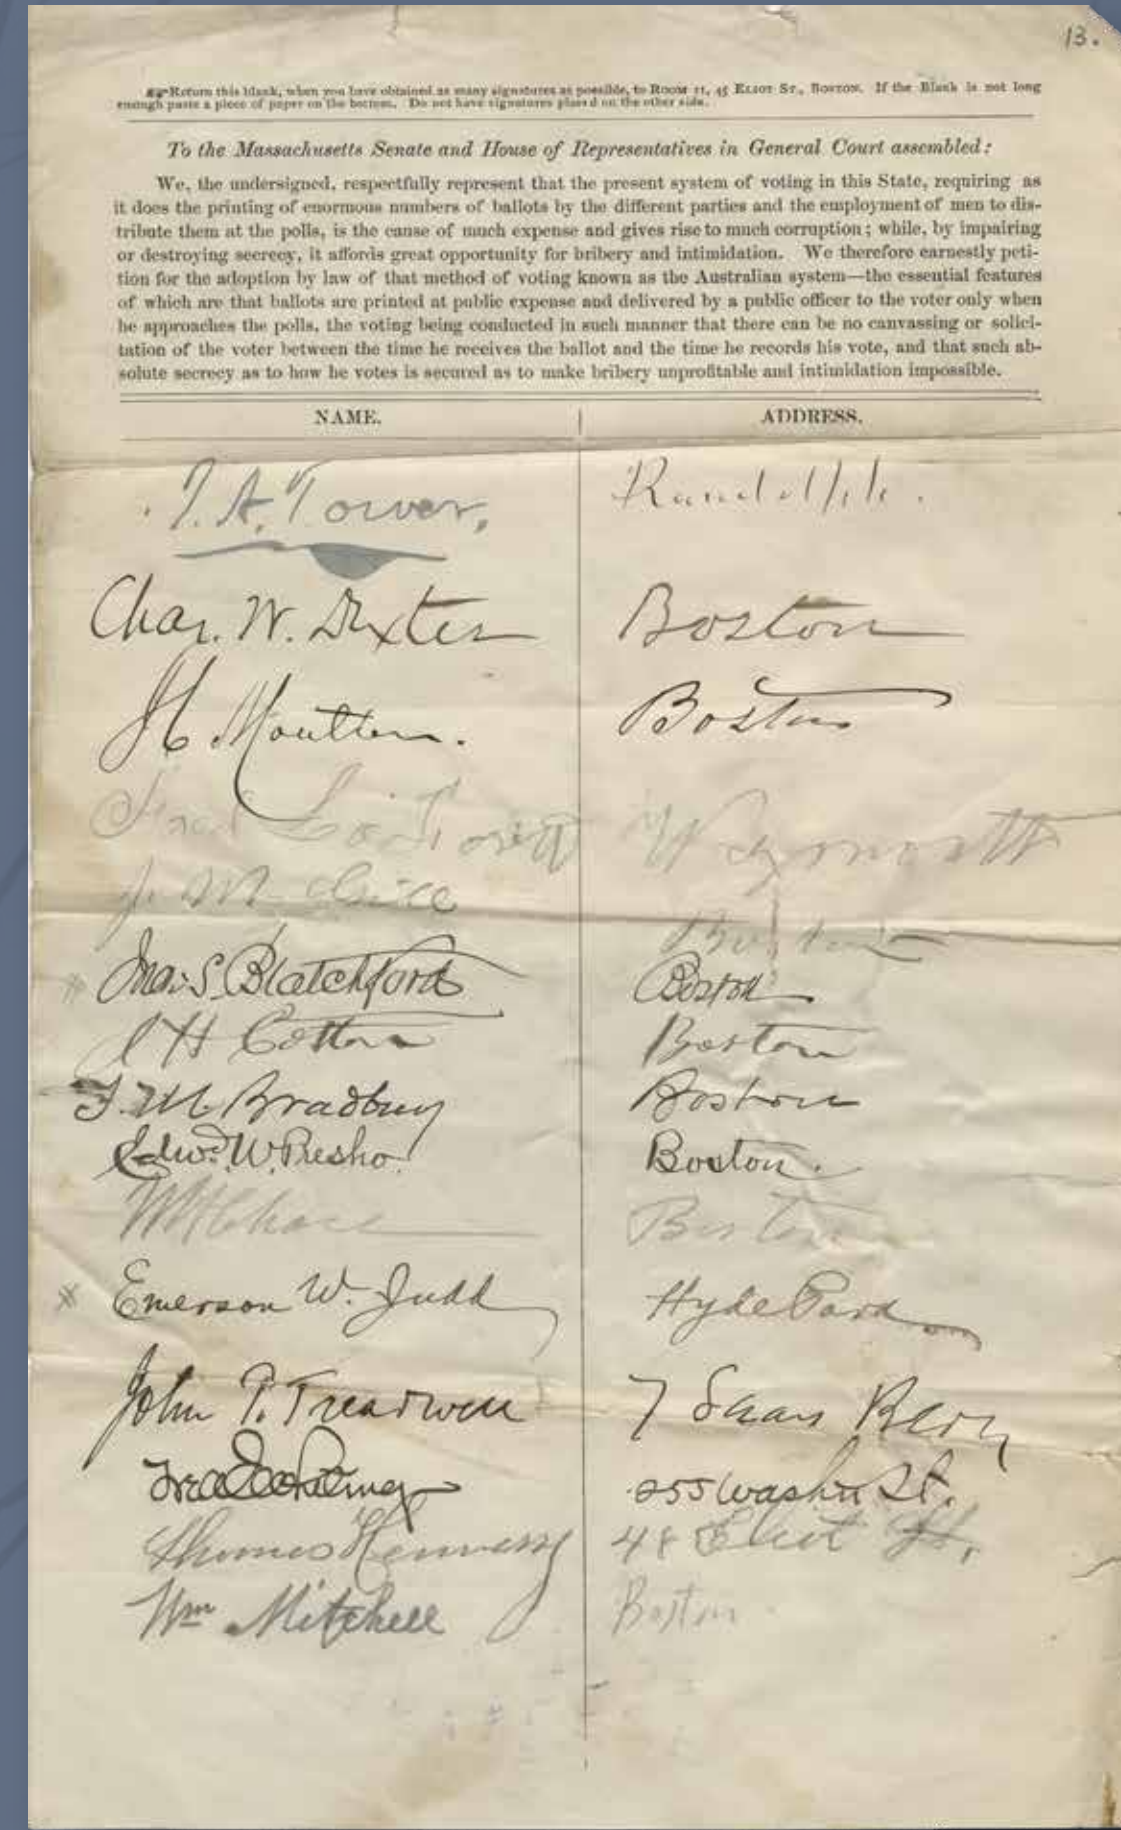 13.
Return this blank, when you have obtained as many signatures as possible, to Room 11, 45 Eliot St., Boston. If the Blank is not long
enough paste a piece of paper on the bottom. Do not have signatures placed on the other side.
To the Massachusetts Senate and House of Representatives in General Court assembled:
We, the undersigned, respectfully represent that the present system of voting in this State, requiring as
it does the printing of enormous numbers of ballots by the different parties and the employment of men to dis-
tribute them at the polls, is the cause of much expense and gives rise to much corruption; while, by impairing
or destroying secrecy, it affords great opportunity for bribery and intimidation. We therefore earnestly peti-
tion for the adoption by law of that method of voting known as the Australian system—the essential features
of which are that ballots are printed at public expense and delivered by a public officer to the voter only when
he approaches the polls, the voting being conducted in such manner that there can be no canvassing or solici-
tation of the voter between the time he receives the ballot and the time he records his vote, and that such ab-
solute secrecy as to how he votes is secured as to make bribery unprofitable and intimidation impossible.
NAME. ADDRESS.
A. Tower, Randolph.
Chas. W. Dexter Boston
Moulton. Boston
Fred Weymouth
J. M. Boston
S. Blatchford Boston
H Cotton Boston
M. Bradbury Boston
Edwd. W. Presho. Boston.
W H Chase Boston
Emerson W. Judd Hyde Park
John P. Treadwell 7
Fred 255 Washn St.
Thomas Hennessy 48 Eliot St.
Wm Mitchell Boston